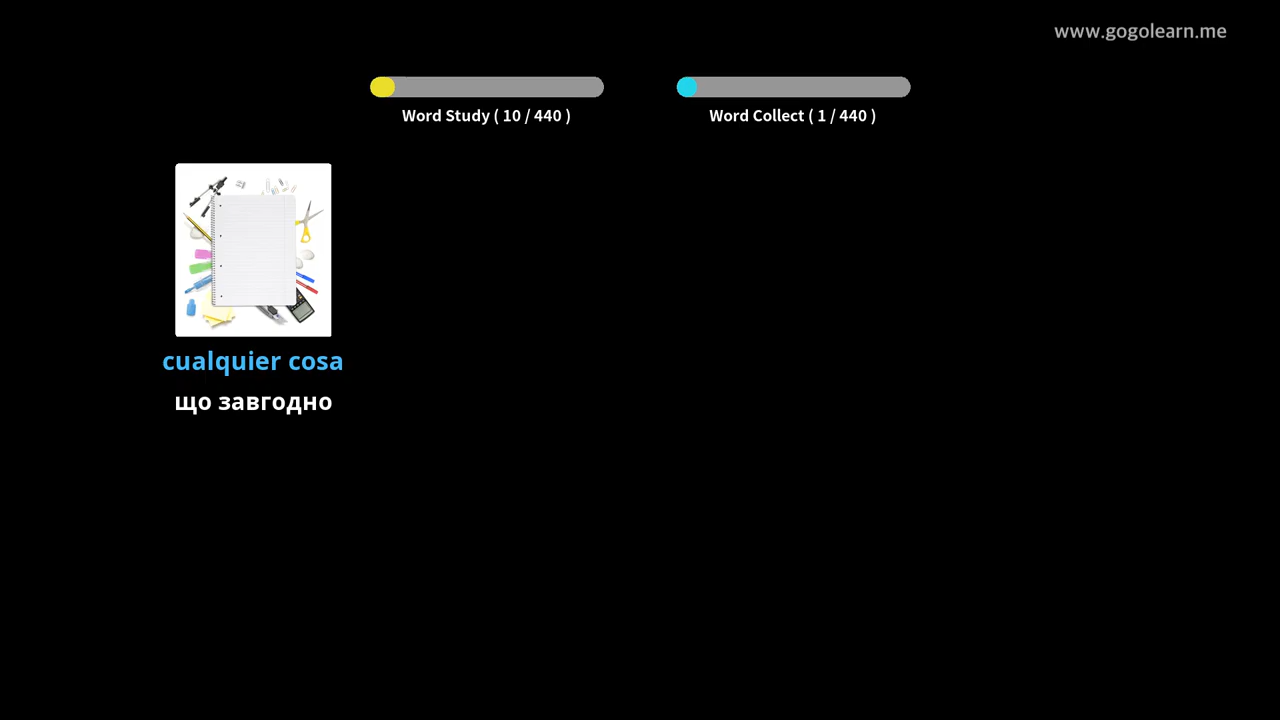 www.gogolearn.me
Word Study ( 10 / 440 )
Word Collect ( 1 / 440 )
cualquier cosa
що завгодно